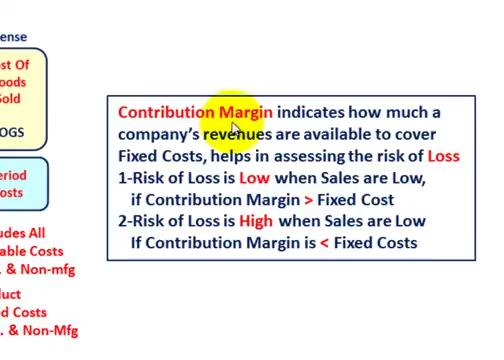 ense
st Of
oods
Sold
OGS
eriod
osts
udes All
able Costs
. & Non-mfg
duct
ed Costs
. & Non-Mfg
Contribution Margin indicates how much a
company's revenues are available to cover
Fixed Costs, helps in assessing the risk of Loss
1-Risk of Loss is Low when Sales are Low,
if Contribution Margin > Fixed Cost
2-Risk of Loss is High when Sales are Low
If Contribution Margin is < Fixed Costs